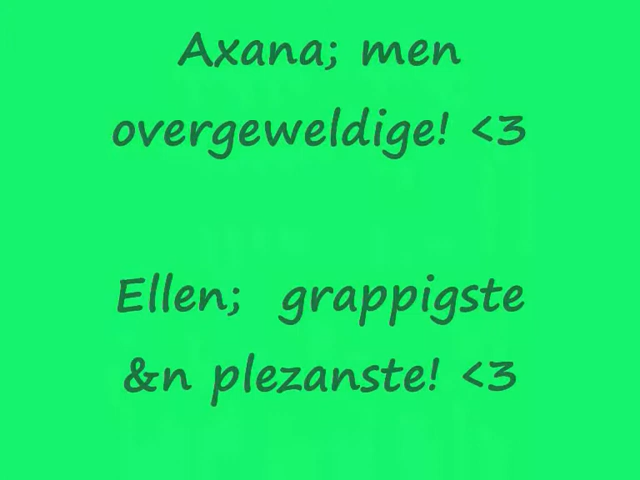 Axana; men
overgeweldige! <3
Ellen; grappigste
&n plezanste! <3